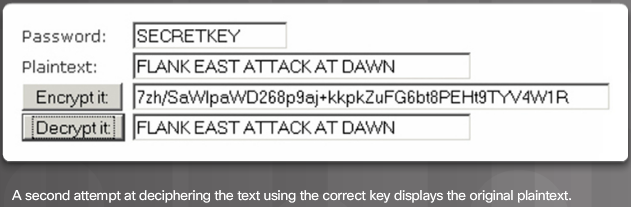 Password: SECRETKEY
Plaintext: FLANK EAST ATTACK AT DAWN
Encrypt it: 7zh/SaWlpaWD268p9aj+kkpkZuFG6bt8PEHt9TYV4W1R
Decrypt it: FLANK EAST ATTACK AT DAWN
A second attempt at deciphering the text using the correct key displays the original plaintext.